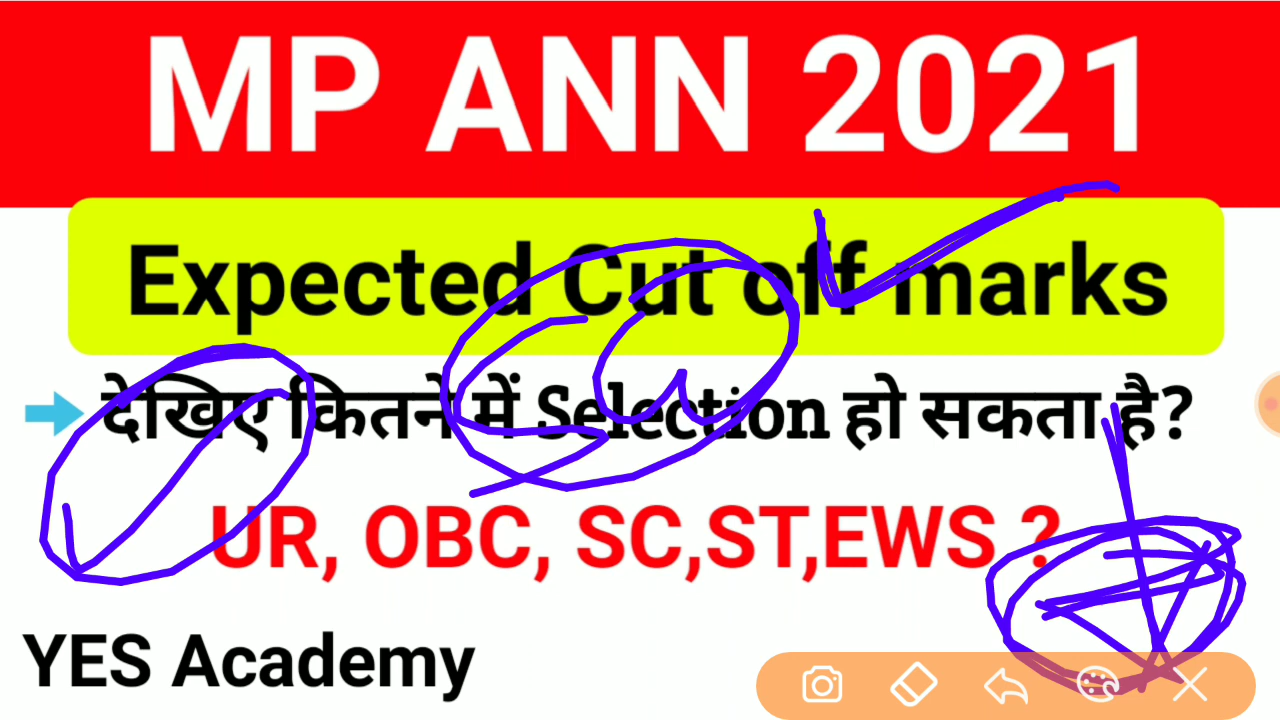 MP ANN 2021
Expected Cut off marks
देखिए कितने में Selection हो सकता है?
UR, OBC, SC,ST,EWS ?
YES Academy